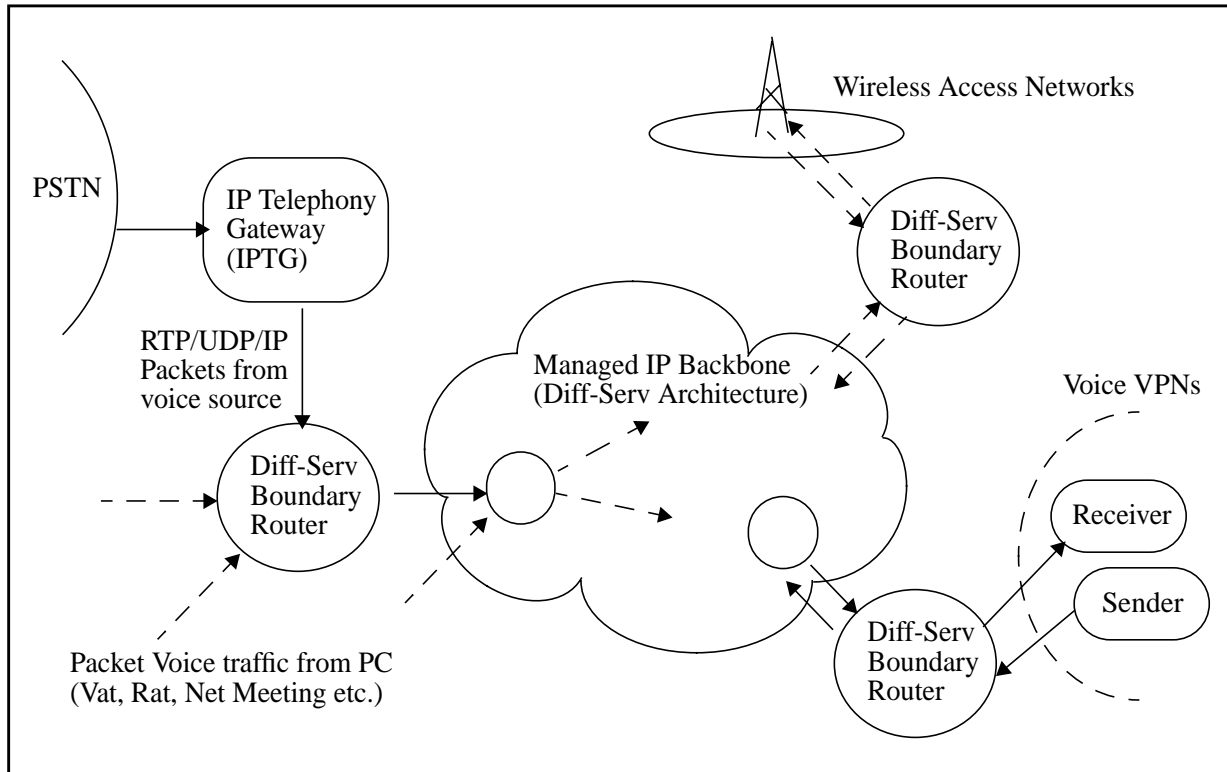 PSTN
IP Telephony
Gateway
(IPTG)
Wireless Access Networks
Diff-Serv
Boundary
Router
RTP/UDP/IP
Packets from
voice source
Managed IP Backbone
(Diff-Serv Architecture)
Voice VPNs
Diff-Serv
Boundary
Router
Receiver
Sender
Diff-Serv
Boundary
Router
Packet Voice traffic from PC
(Vat, Rat, Net Meeting etc.)